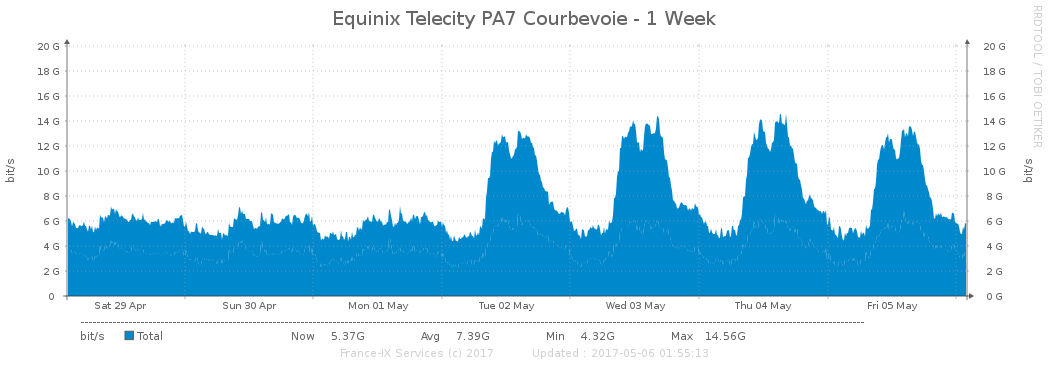 Equinix Telecity PA7 Courbevoie - 1 Week
RRDTOOL / TOBI OETIKER
20 G 20 G
18 G 18 G
16 G 16 G
14 G 14 G
12 G 12 G
10 G 10 G
8 G 8 G
6 G 6 G
4 G 4 G
2 G 2 G
0 0 G
bit/s
bit/s
Sat 29 Apr Sun 30 Apr Mon 01 May Tue 02 May Wed 03 May Thu 04 May Fri 05 May
bit/s Total Now 5.37G Avg 7.39G Min 4.32G Max 14.56G
France-IX Services (c) 2017 Updated : 2017-05-06 01:55:13